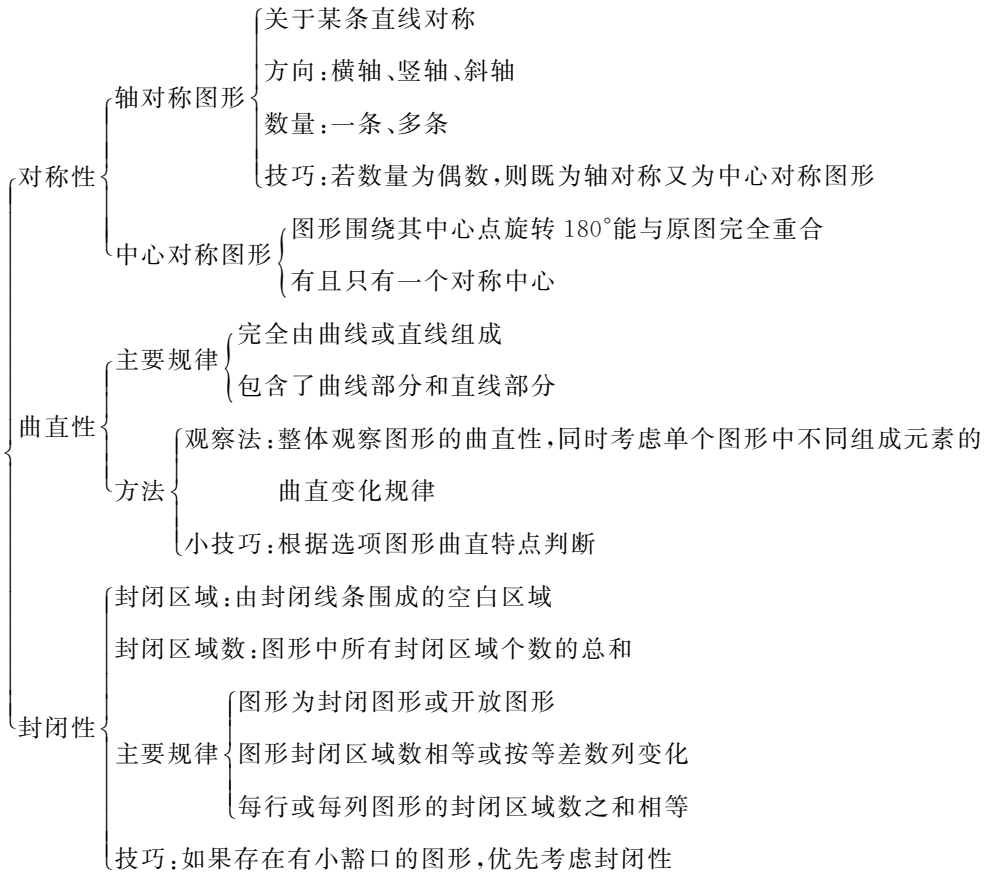 对称性
轴对称图形
关于某条直线对称
方向:横轴、竖轴、斜轴
数量:一条、多条
技巧:若数量为偶数,则既为轴对称又为中心对称图形
中心对称图形
图形围绕其中心点旋转 180°能与原图完全重合
有且只有一个对称中心
曲直性
主要规律
完全由曲线或直线组成
包含了曲线部分和直线部分
方法
观察法:整体观察图形的曲直性,同时考虑单个图形中不同组成元素的
曲直变化规律
小技巧:根据选项图形曲直特点判断
封闭性
封闭区域:由封闭线条围成的空白区域
封闭区域数:图形中所有封闭区域个数的总和
主要规律
图形为封闭图形或开放图形
图形封闭区域数相等或按等差数列变化
每行或每列图形的封闭区域数之和相等
技巧:如果存在有小豁口的图形,优先考虑封闭性